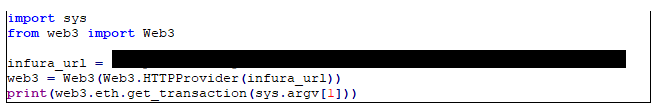 import sys
from web3 import Web3
infura_url =
web3 = Web3(Web3.HTTPProvider(infura_url))
print(web3.eth.get_transaction(sys.argv[1]))